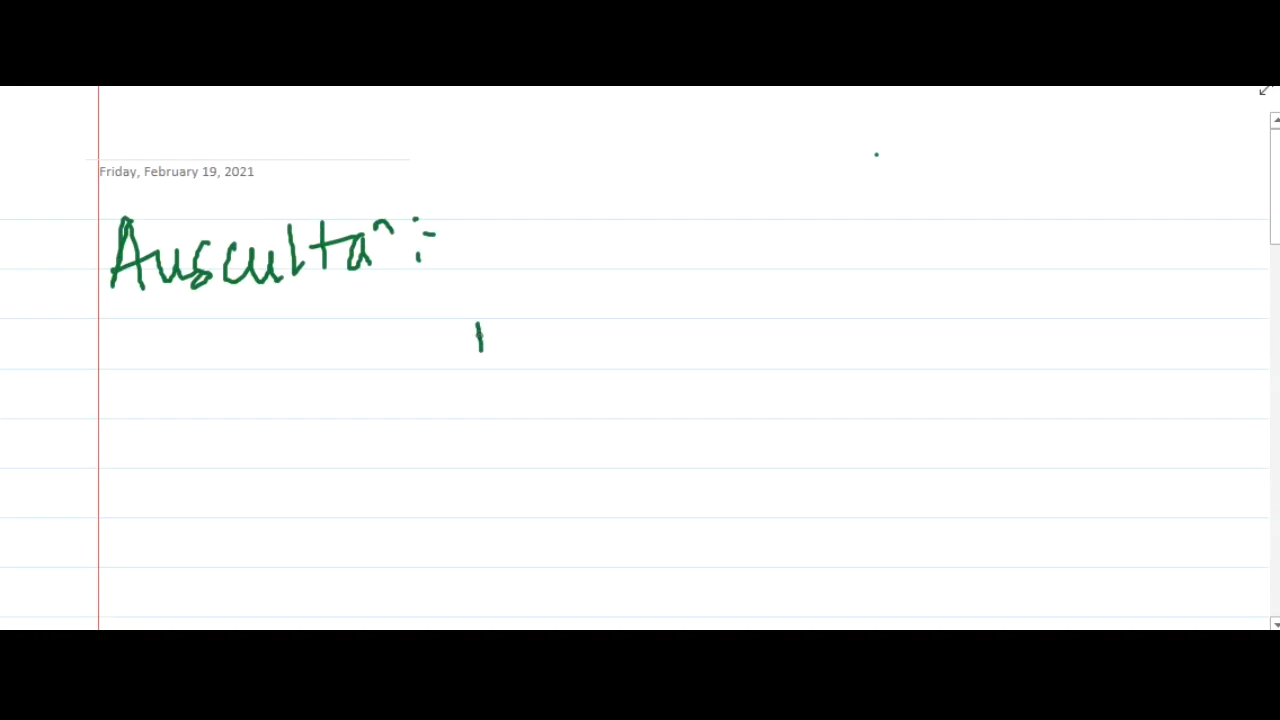 Friday, February 19, 2021
Auscultaⁿ :-